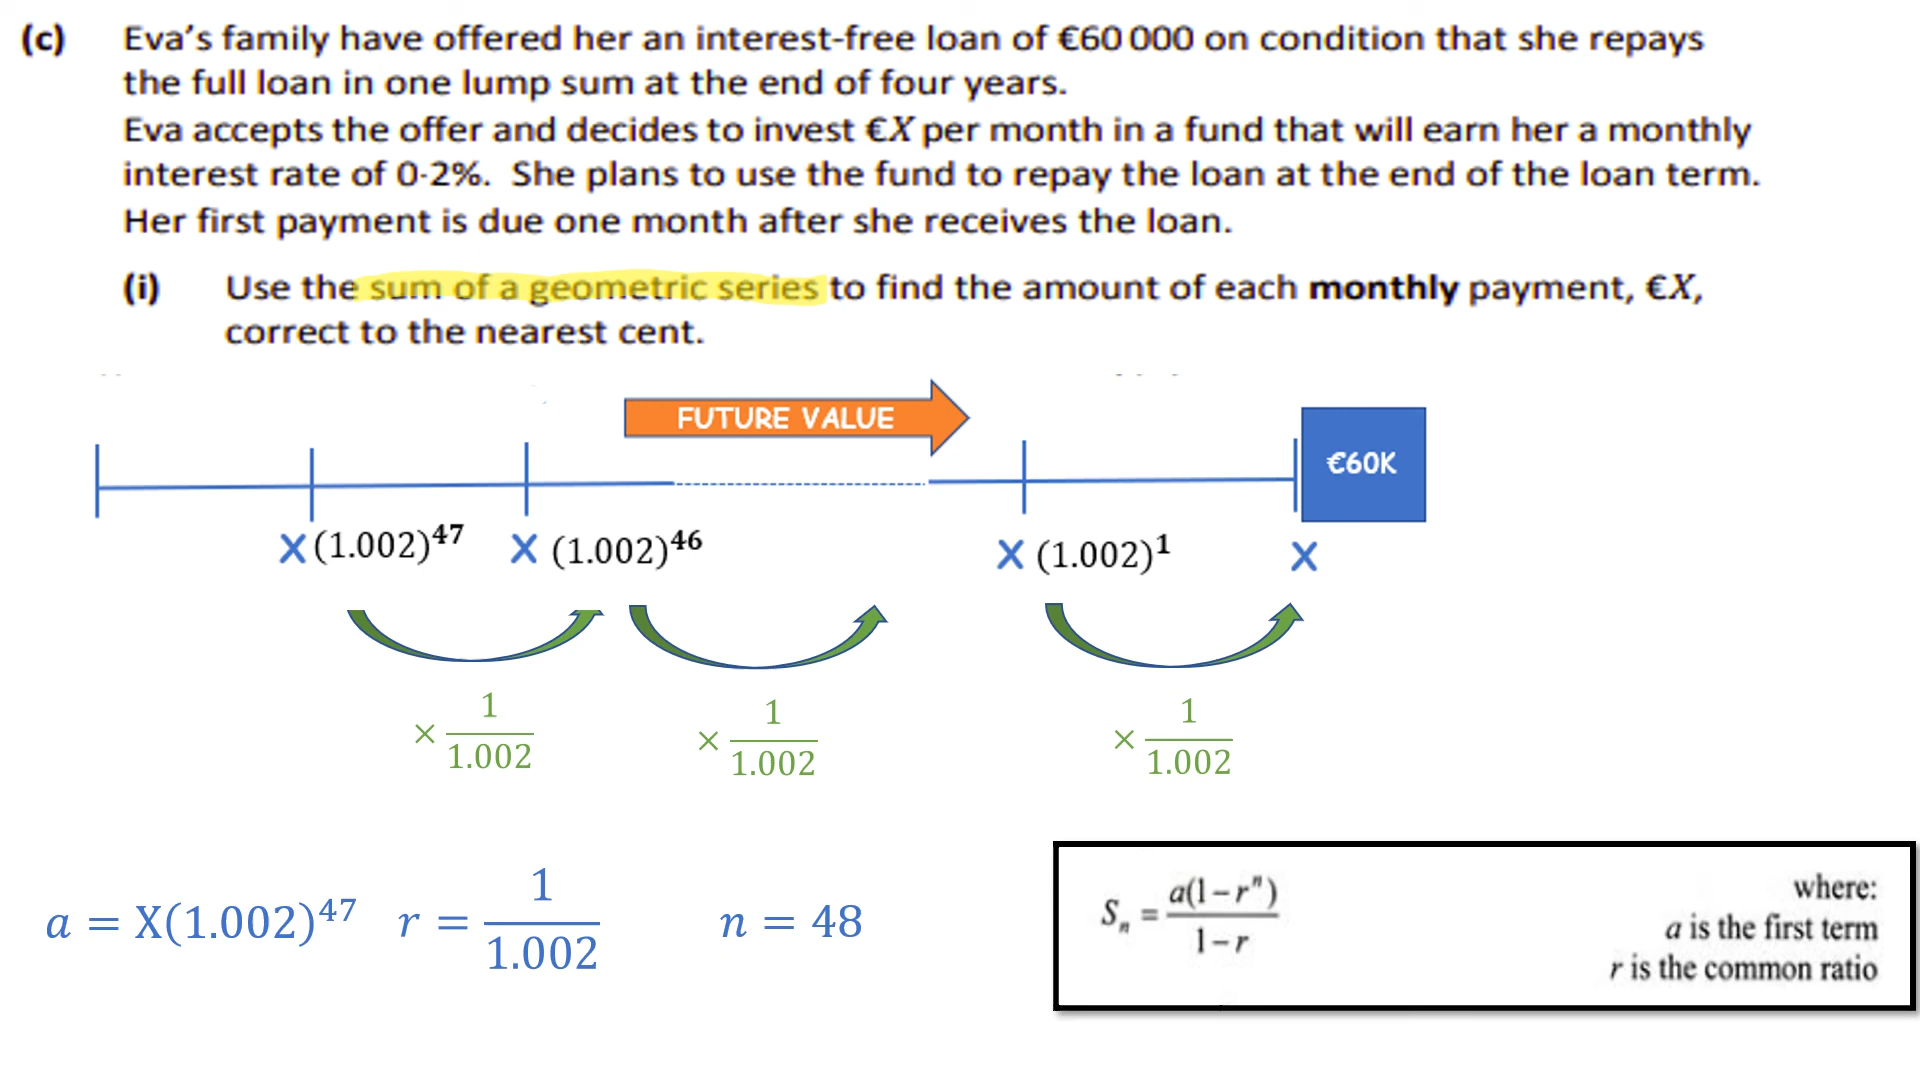 (c) Eva's family have offered her an interest-free loan of €60 000 on condition that she repays
the full loan in one lump sum at the end of four years.
Eva accepts the offer and decides to invest €X per month in a fund that will earn her a monthly
interest rate of 0·2%. She plans to use the fund to repay the loan at the end of the loan term.
Her first payment is due one month after she receives the loan.
(i) Use the sum of a geometric series to find the amount of each monthly payment, €X,
correct to the nearest cent.
FUTURE VALUE
€60K
X(1.002)^47 X (1.002)^46 X (1.002)^1 X
× 1/1.002 × 1/1.002 × 1/1.002
a = X(1.002)^47 r = 1/1.002 n = 48
S_n = a(1−r^n)/(1−r)
where:
a is the first term
r is the common ratio